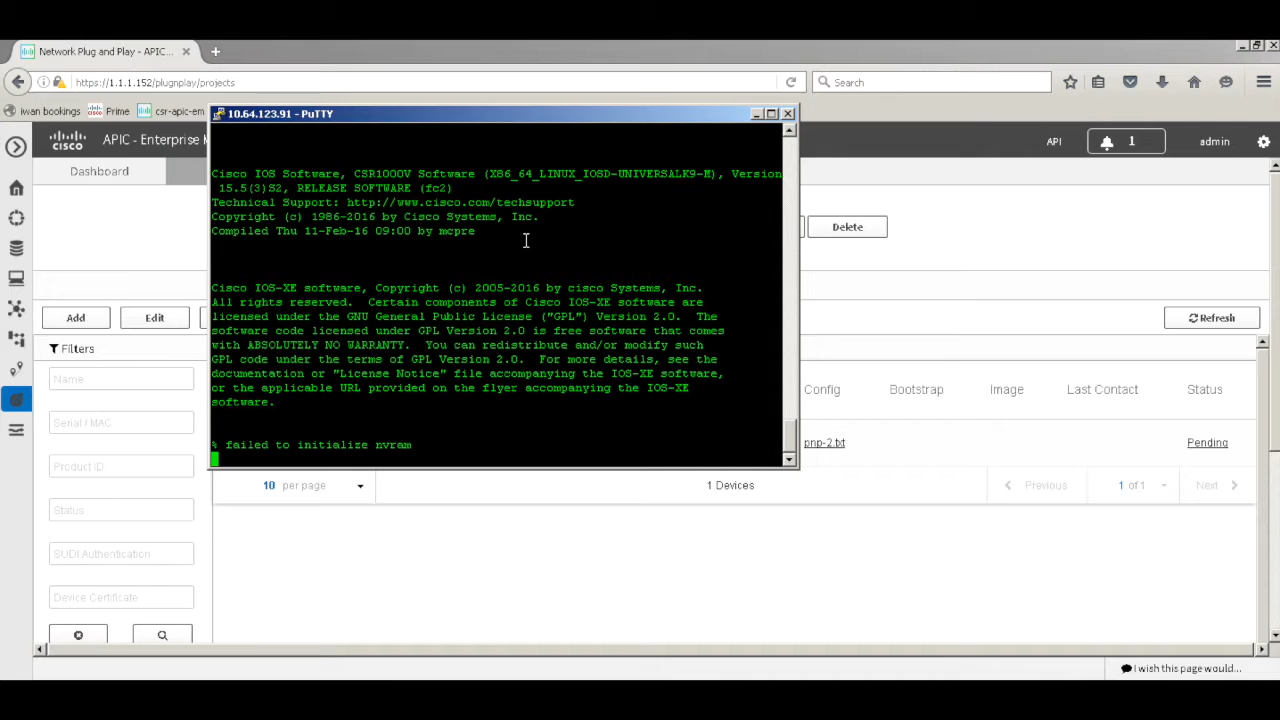 Network Plug and Play - APIC...
https://1.1.1.152/plugnplay/projects
Search
iwan bookings
Prime
csr-apic-em
10.64.123.91 - PuTTY
CISCO
APIC - Enterprise M
API
1
admin
Dashboard
Cisco IOS Software, CSR1000V Software (X86_64_LINUX_IOSD-UNIVERSALK9-M), Version
15.5(3)S2, RELEASE SOFTWARE (fc2)
Technical Support: http://www.cisco.com/techsupport
Copyright (c) 1986-2016 by Cisco Systems, Inc.
Compiled Thu 11-Feb-16 09:00 by mcpre
Delete
Cisco IOS-XE software, Copyright (c) 2005-2016 by cisco Systems, Inc.
All rights reserved.  Certain components of Cisco IOS-XE software are
licensed under the GNU General Public License ("GPL") Version 2.0.  The
software code licensed under GPL Version 2.0 is free software that comes
with ABSOLUTELY NO WARRANTY.  You can redistribute and/or modify such
GPL code under the terms of GPL Version 2.0.  For more details, see the
documentation or "License Notice" file accompanying the IOS-XE software,
or the applicable URL provided on the flyer accompanying the IOS-XE
software.
% failed to initialize nvram
Add
Edit
Refresh
Filters
Name
Serial / MAC
Product ID
Status
SUDI Authentication
Device Certificate
Config
Bootstrap
Image
Last Contact
Status
pnp-2.txt
Pending
10 per page
1 Devices
Previous
1 of 1
Next
I wish this page would...